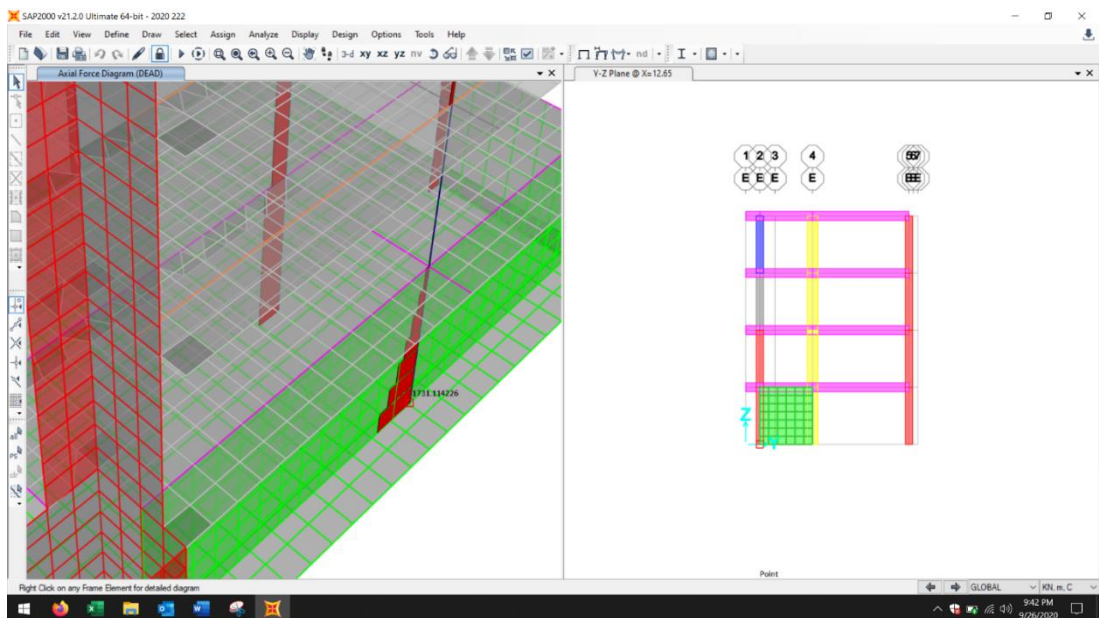 SAP2000 v21.2.0 Ultimate 64-bit - 2020 222
File Edit View Define Draw Select Assign Analyze Display Design Options Tools Help
3-d xy xz yz nv nd
Axial Force Diagram (DEAD)
Y-Z Plane @ X=12.65
1 2 3 4
E E E E
1731.114226
Z
Y
Point
Right Click on any Frame Element for detailed diagram
GLOBAL
KN, m, C
9:42 PM
9/26/2020